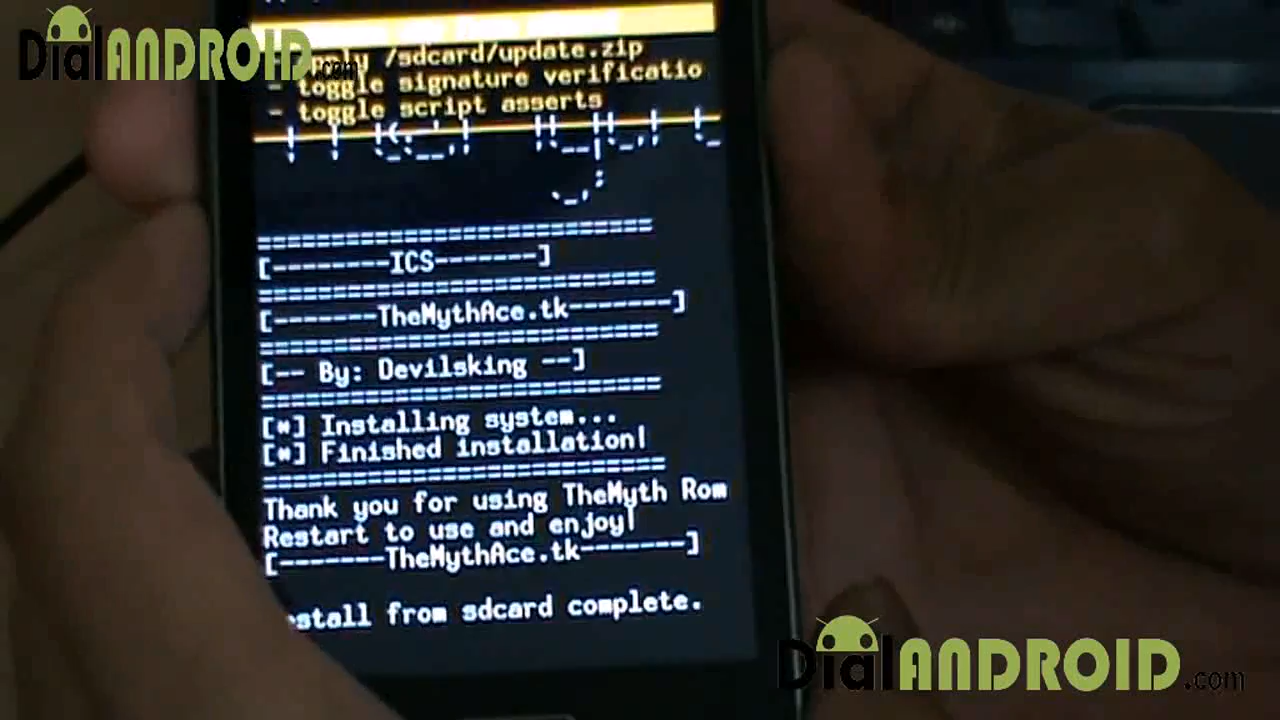 DialANDROID.com
/sdcard/update.zip
- toggle signature verificatio
- toggle script asserts
=========================
[--------ICS-------]
=========================
[-------TheMythAce.tk-------]
=========================
[-- By: Devilsking --]
=========================
[*] Installing system...
[*] Finished installation!
=========================
Thank you for using TheMyth Rom
Restart to use and enjoy!
[-------TheMythAce.tk-------]
stall from sdcard complete.
DialANDROID.com